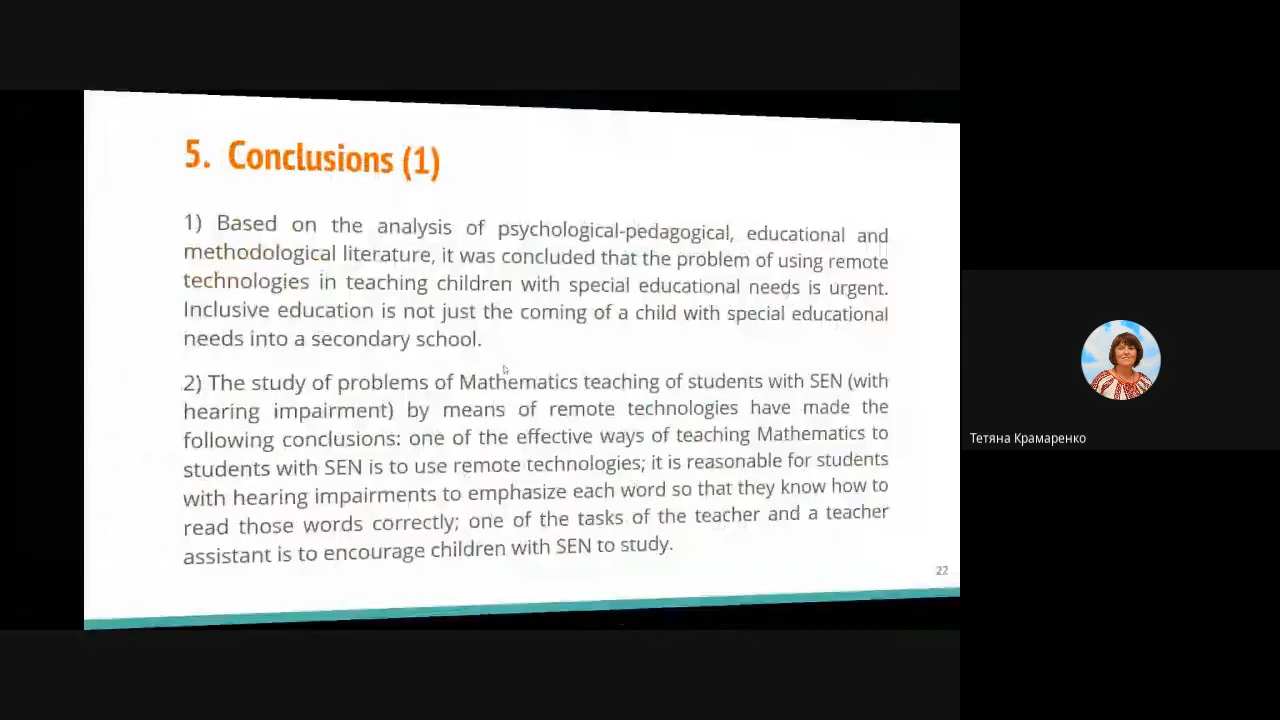 5. Conclusions (1)
1) Based on the analysis of psychological-pedagogical, educational and
methodological literature, it was concluded that the problem of using remote
technologies in teaching children with special educational needs is urgent.
Inclusive education is not just the coming of a child with special educational
needs into a secondary school.
2) The study of problems of Mathematics teaching of students with SEN (with
hearing impairment) by means of remote technologies have made the
following conclusions: one of the effective ways of teaching Mathematics to
students with SEN is to use remote technologies; it is reasonable for students
with hearing impairments to emphasize each word so that they know how to
read those words correctly; one of the tasks of the teacher and a teacher
assistant is to encourage children with SEN to study.
22
Тетяна Крамаренко